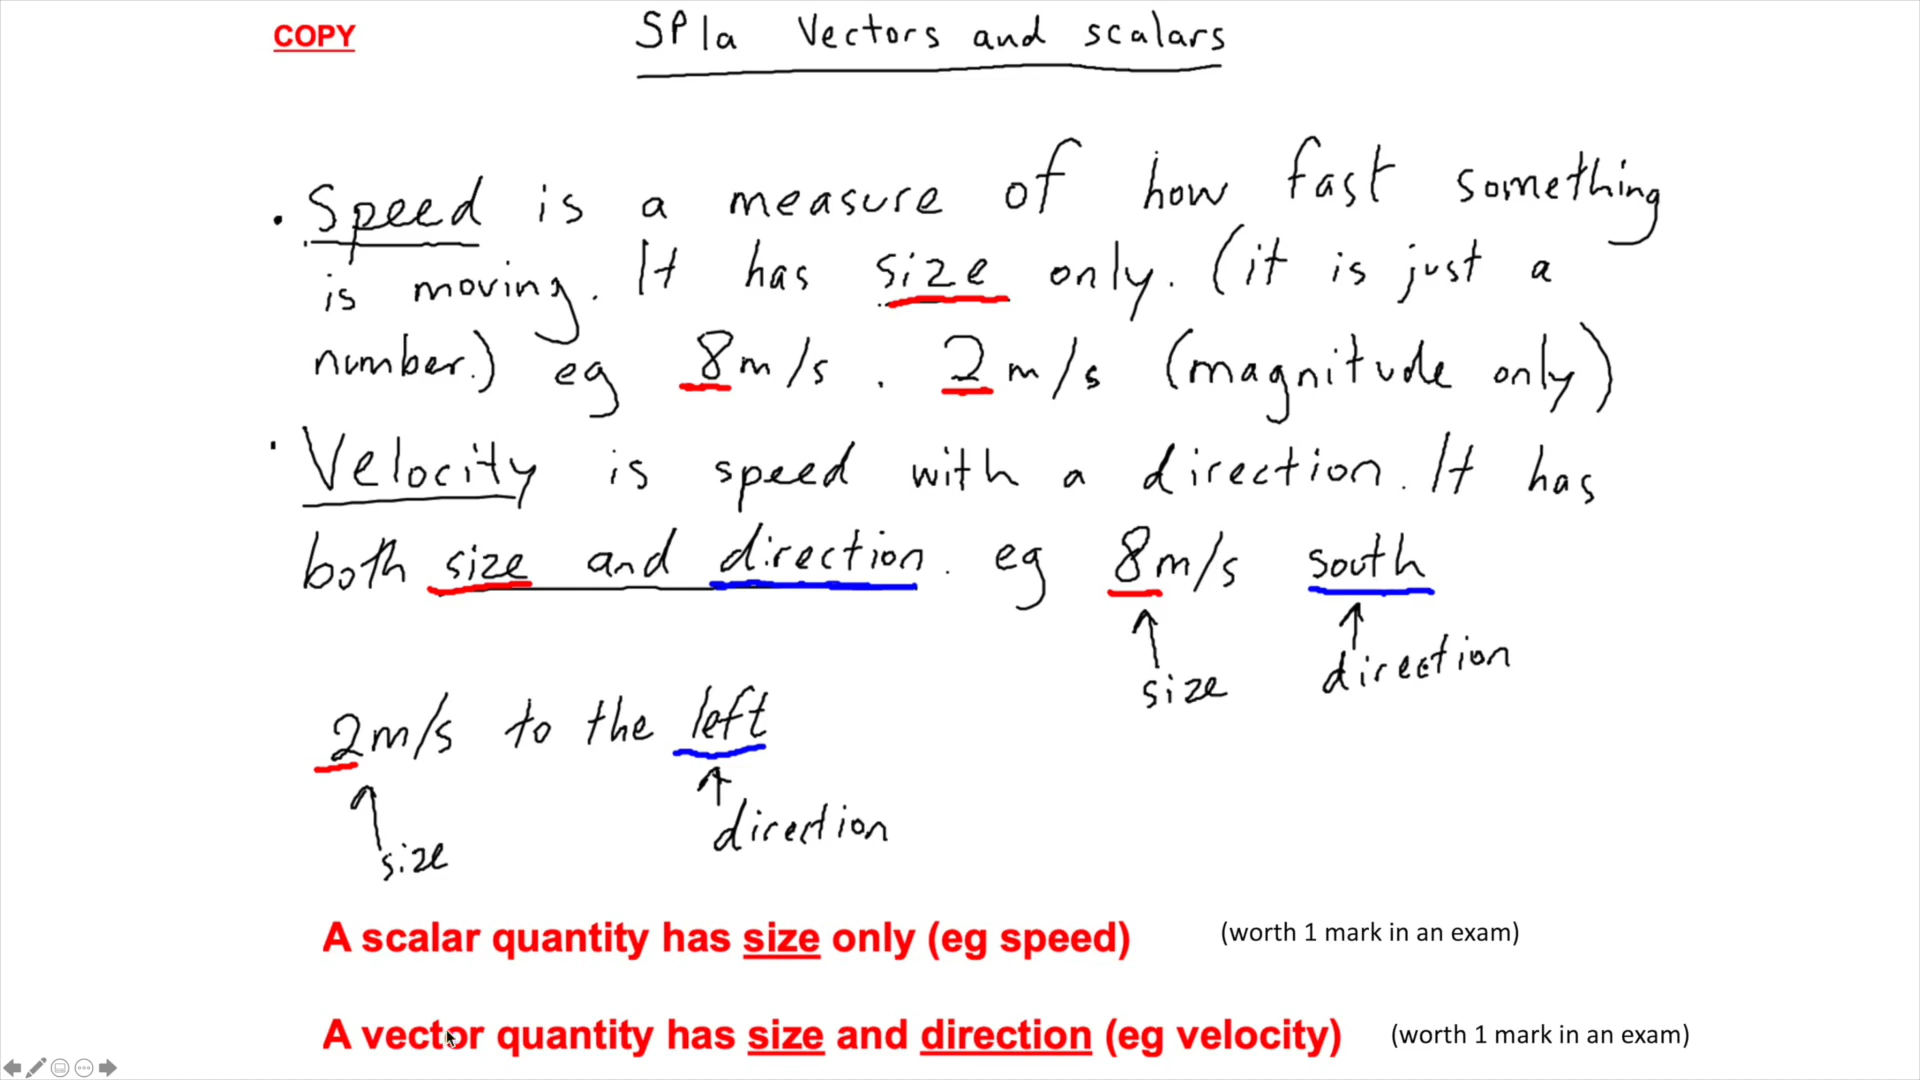 COPY
SP1a Vectors and scalars
• Speed is a measure of how fast something
is moving. It has size only. (it is just a
number.) eg 8m/s . 2m/s (magnitude only)
• Velocity is speed with a direction. It has
both size and direction. eg 8m/s south
size direction
2m/s to the left
size direction
A scalar quantity has size only (eg speed) (worth 1 mark in an exam)
A vector quantity has size and direction (eg velocity) (worth 1 mark in an exam)